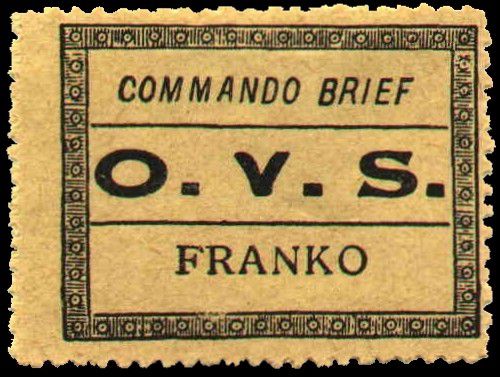 COMMANDO BRIEF
O. V. S.
FRANKO